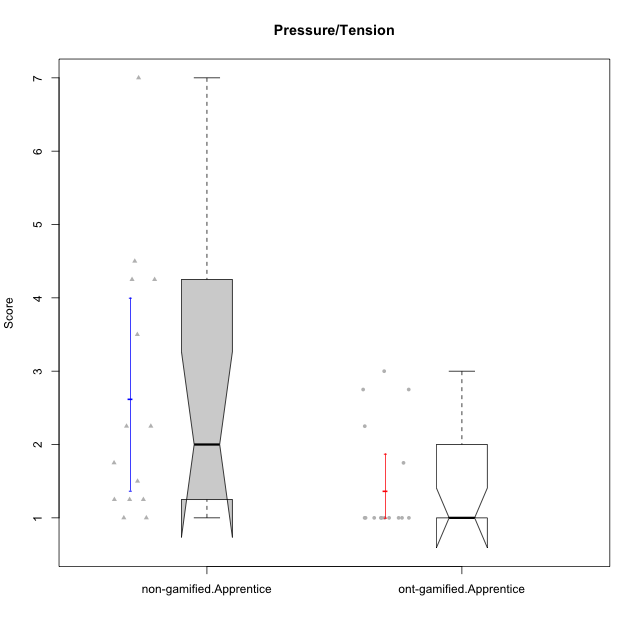 Pressure/Tension
7
6
5
4
3
2
1
Score
non-gamified.Apprentice
ont-gamified.Apprentice